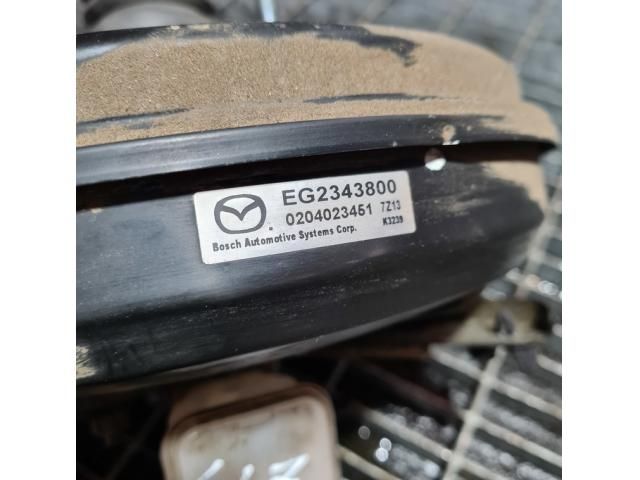 EG2343800
0204023451 7Z13
Bosch Automotive Systems Corp. K3239